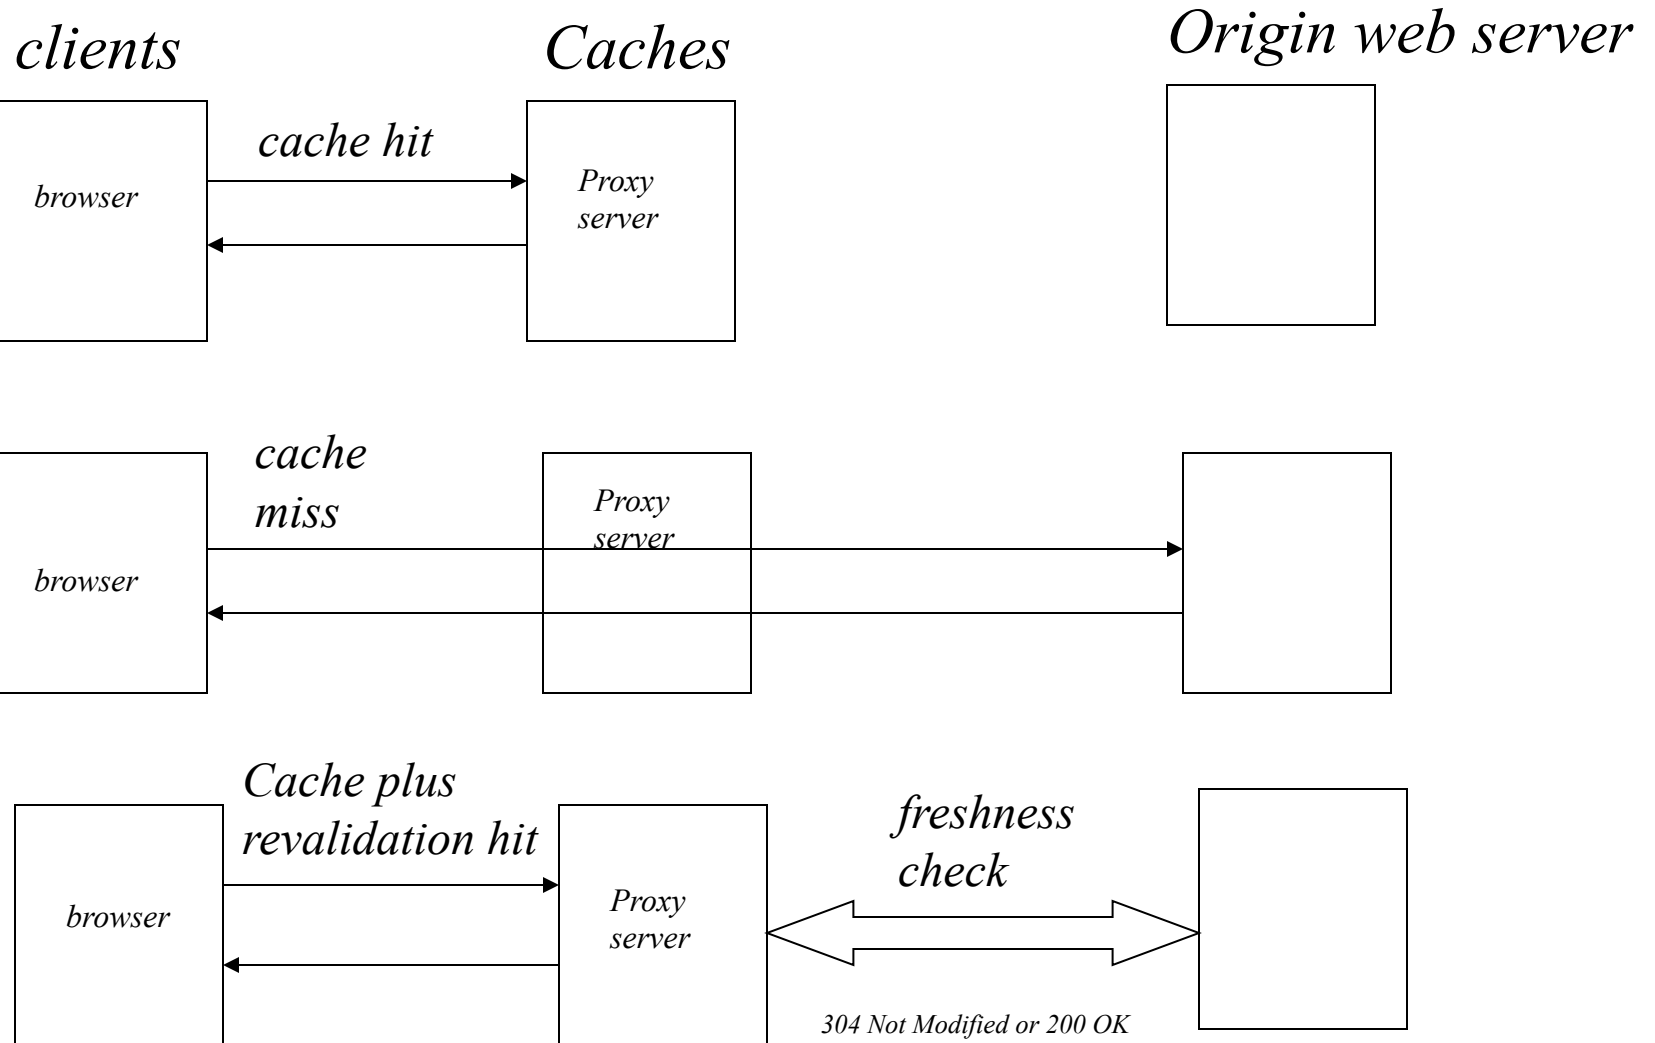 clients
Caches
Origin web server
cache hit
browser
Proxy
server
cache
miss
Proxy
server
browser
Cache plus
revalidation hit
freshness
check
browser
Proxy
server
304 Not Modified or 200 OK